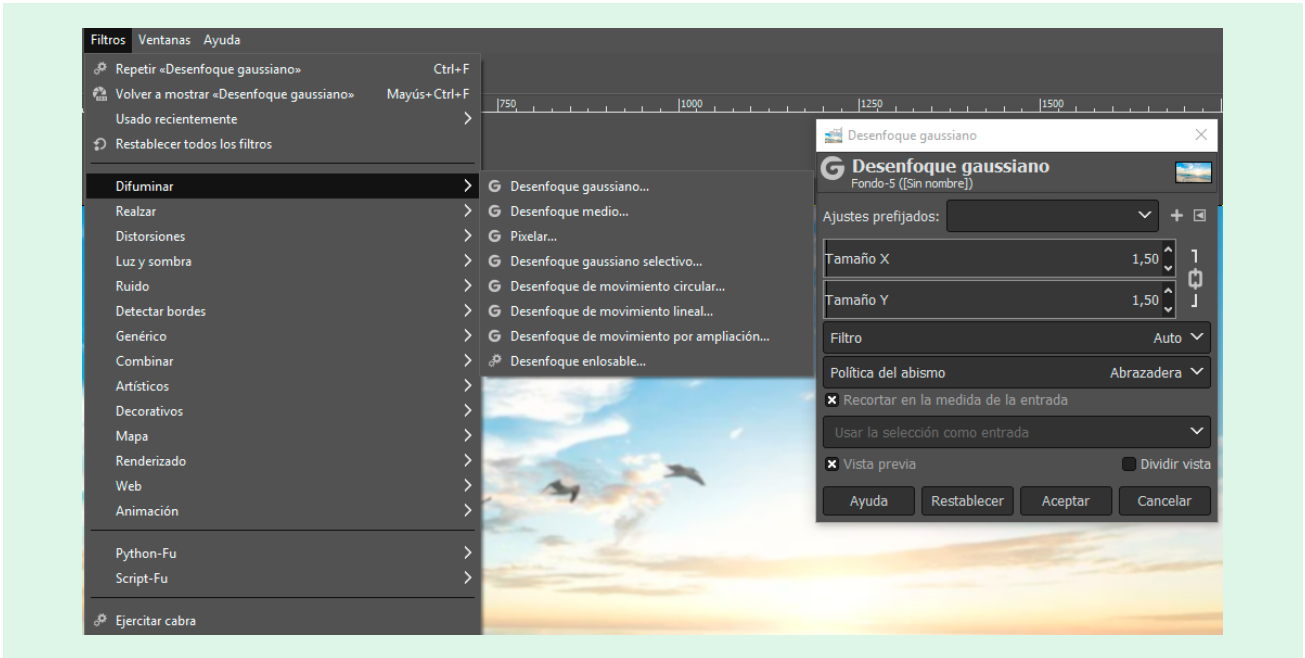 Filtros Ventanas Ayuda
Repetir «Desenfoque gaussiano» Ctrl+F
Volver a mostrar «Desenfoque gaussiano» Mayús+Ctrl+F
Usado recientemente
Restablecer todos los filtros
Difuminar
Realzar
Distorsiones
Luz y sombra
Ruido
Detectar bordes
Genérico
Combinar
Artísticos
Decorativos
Mapa
Renderizado
Web
Animación
Python-Fu
Script-Fu
Ejercitar cabra
Desenfoque gaussiano...
Desenfoque medio...
Pixelar...
Desenfoque gaussiano selectivo...
Desenfoque de movimiento circular...
Desenfoque de movimiento lineal...
Desenfoque de movimiento por ampliación...
Desenfoque enlosable...
750 1000 1250 1500
Desenfoque gaussiano
Desenfoque gaussiano
Fondo-5 ([Sin nombre])
Ajustes prefijados:
Tamaño X 1,50
Tamaño Y 1,50
Filtro Auto
Política del abismo Abrazadera
Recortar en la medida de la entrada
Usar la selección como entrada
Vista previa Dividir vista
Ayuda Restablecer Aceptar Cancelar